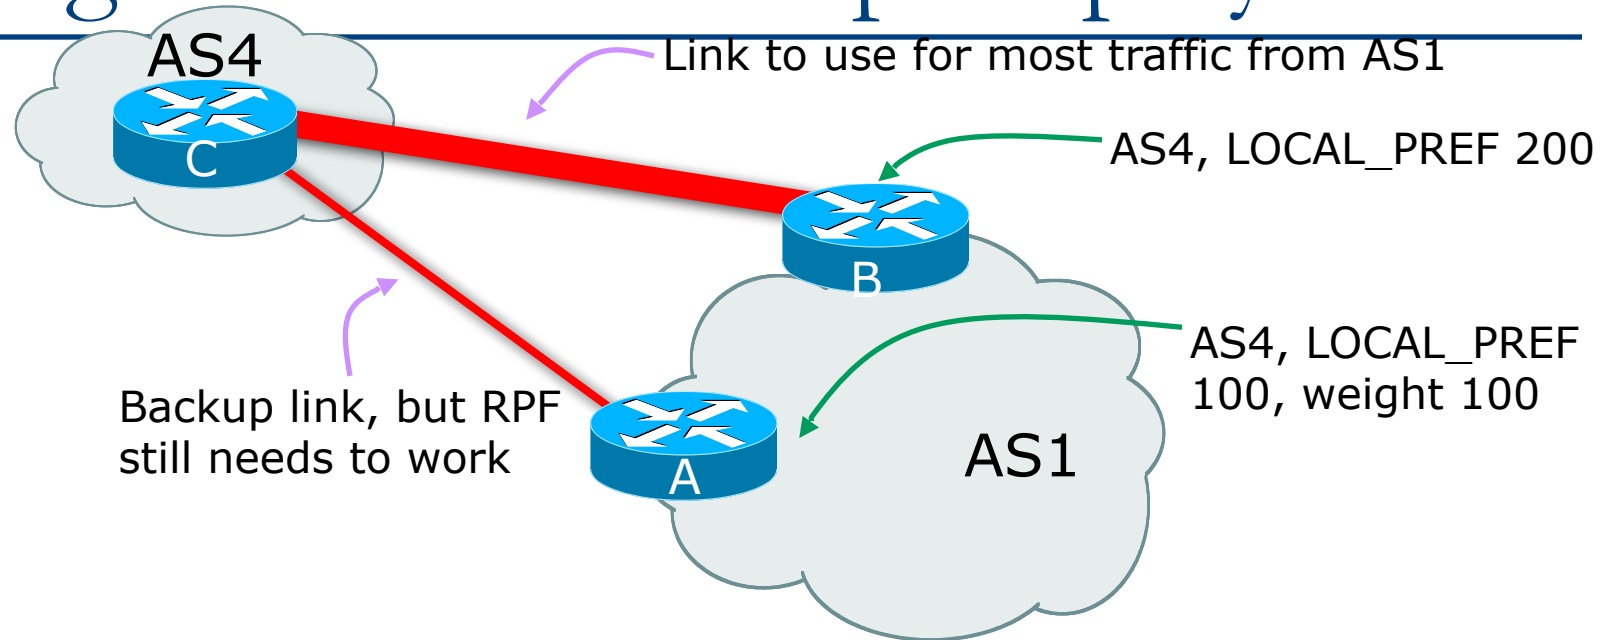 AS4
Link to use for most traffic from AS1
C
AS4, LOCAL_PREF 200
B
AS4, LOCAL_PREF
100, weight 100
Backup link, but RPF
still needs to work
A
AS1